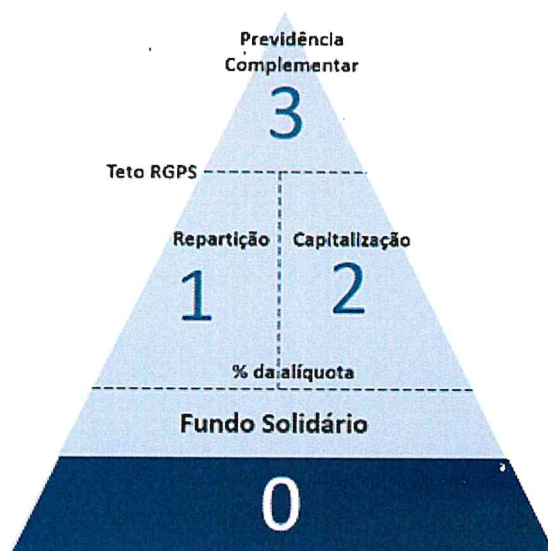 Previdência
Complementar
3
Teto RGPS
Repartição
Capitalização
1
2
% da alíquota
Fundo Solidário
0